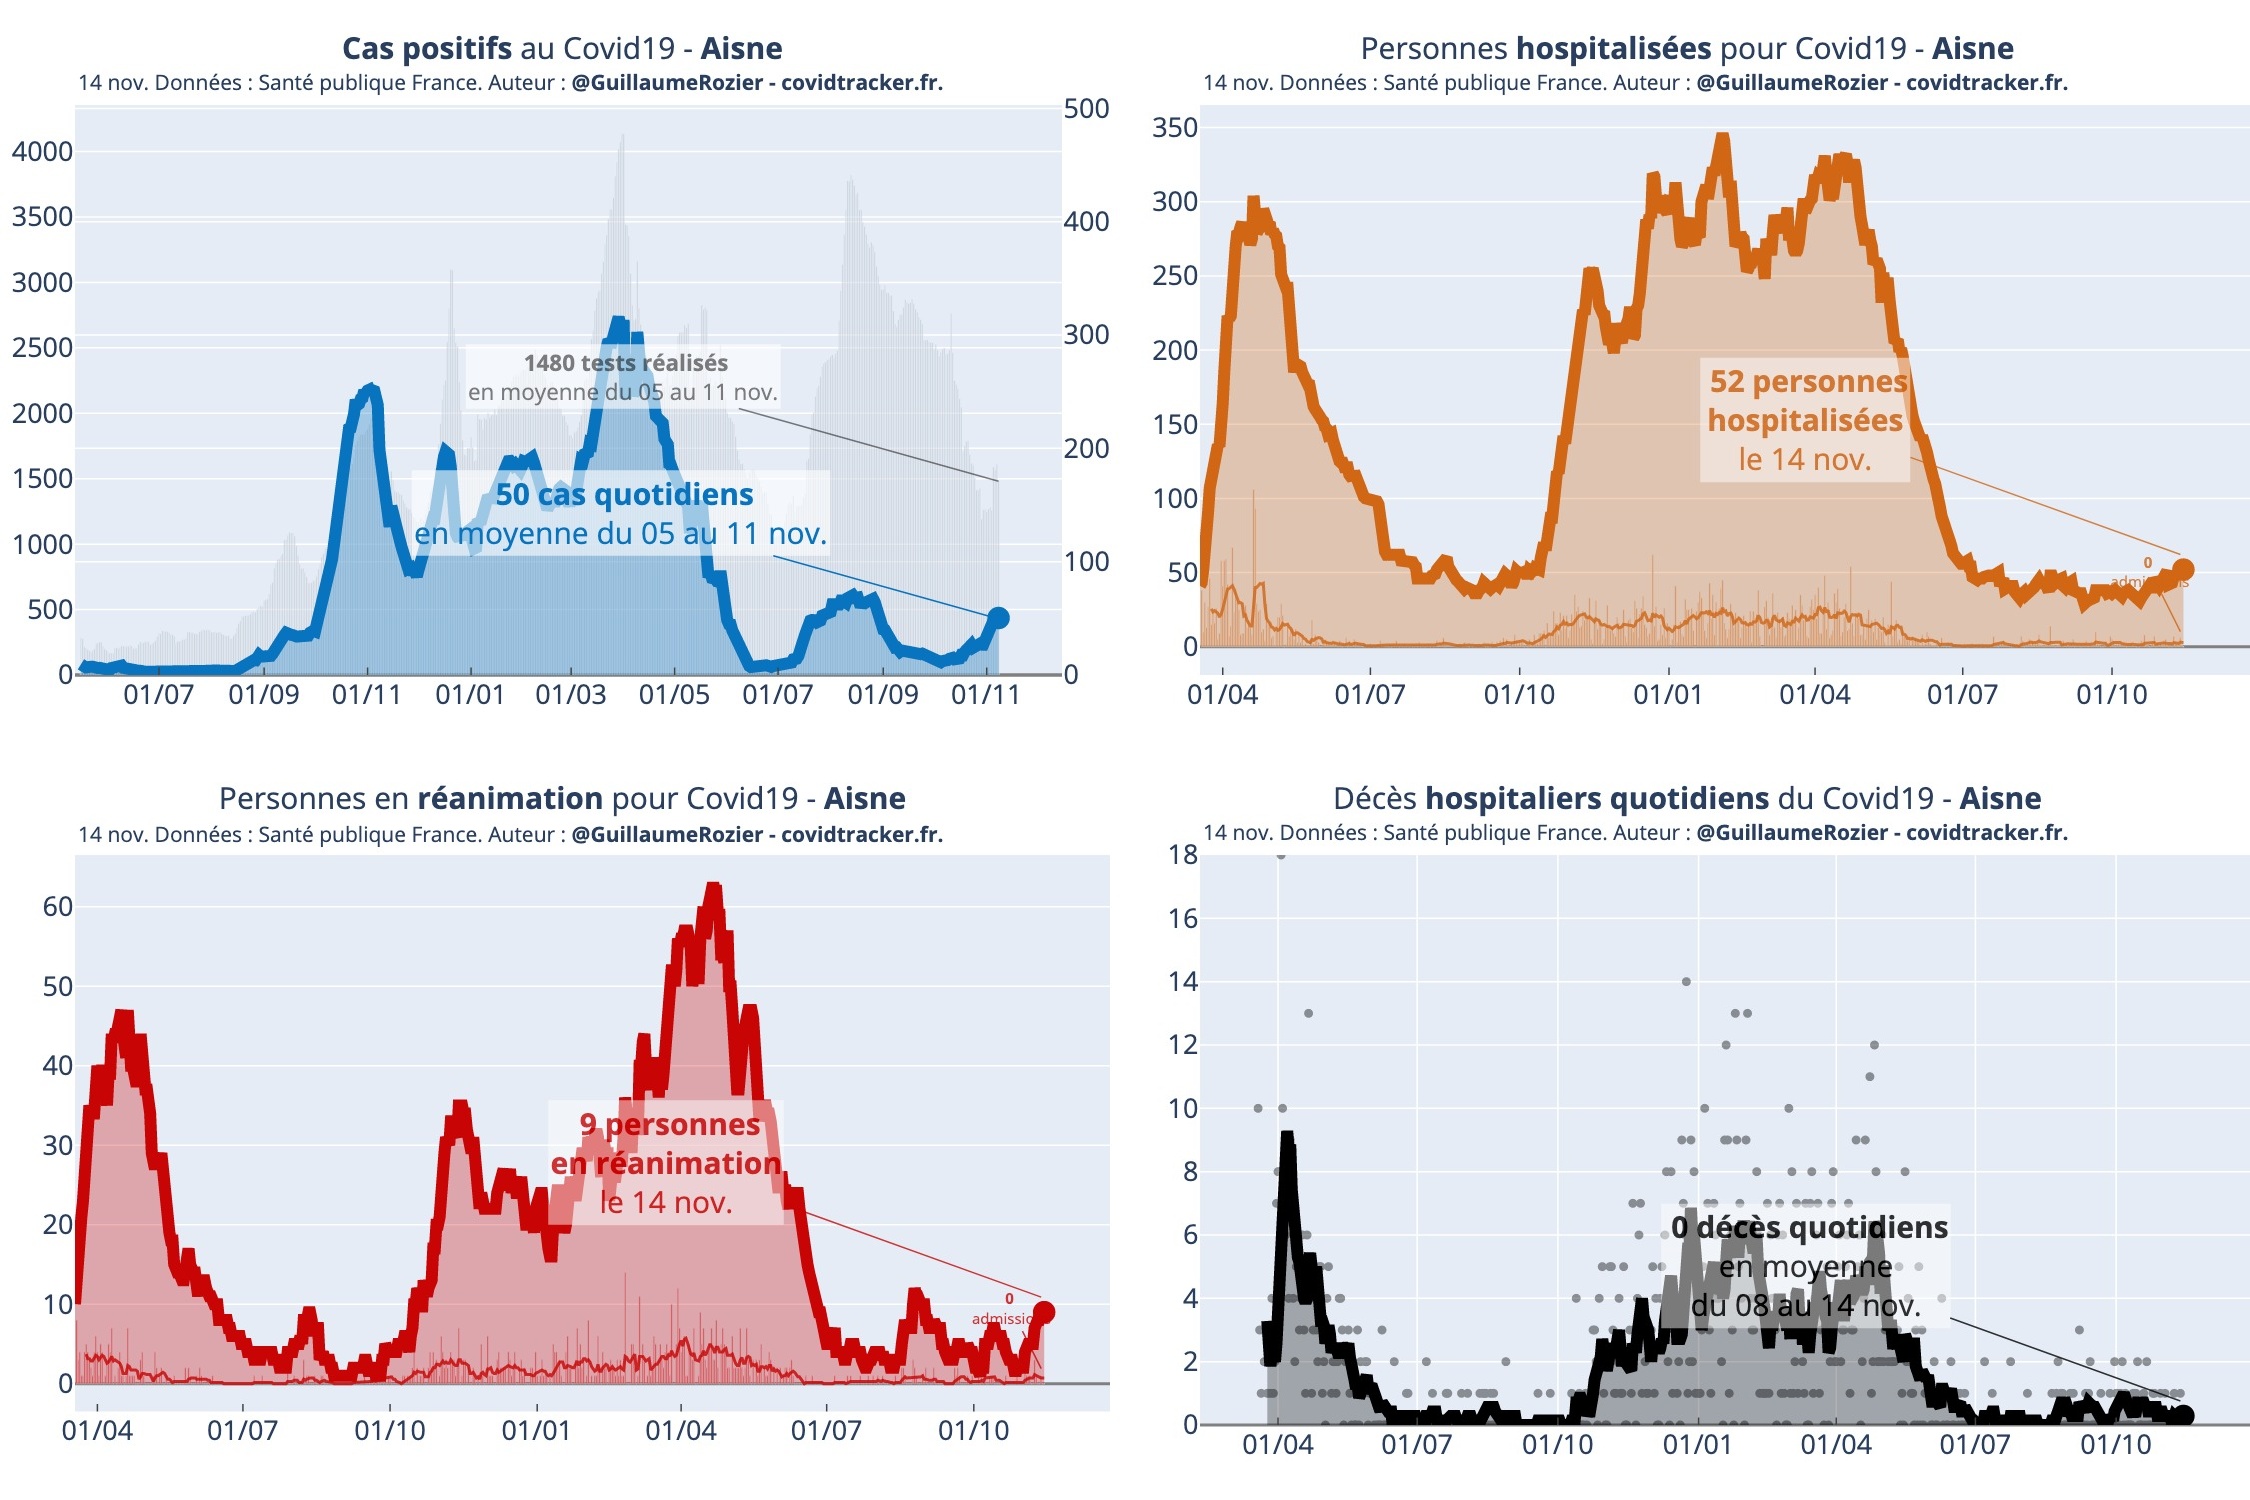 Cas positifs au Covid19 - Aisne
14 nov. Données : Santé publique France. Auteur : @GuillaumeRozier - covidtracker.fr.
500
4000
3500
400
3000
2500
300
2000
200
1500
1000
100
500
0
0
1480 tests réalisés
en moyenne du 05 au 11 nov.
50 cas quotidiens
en moyenne du 05 au 11 nov.
01/07 01/09 01/11 01/01 01/03 01/05 01/07 01/09 01/11
Personnes hospitalisées pour Covid19 - Aisne
14 nov. Données : Santé publique France. Auteur : @GuillaumeRozier - covidtracker.fr.
350
300
250
200
150
100
50
0
52 personnes
hospitalisées
le 14 nov.
0
01/04 01/07 01/10 01/01 01/04 01/07 01/10
Personnes en réanimation pour Covid19 - Aisne
14 nov. Données : Santé publique France. Auteur : @GuillaumeRozier - covidtracker.fr.
60
50
40
30
20
10
0
9 personnes
en réanimation
le 14 nov.
0
01/04 01/07 01/10 01/01 01/04 01/07 01/10
Décès hospitaliers quotidiens du Covid19 - Aisne
14 nov. Données : Santé publique France. Auteur : @GuillaumeRozier - covidtracker.fr.
18
16
14
12
10
8
6
4
2
0
0 décès quotidiens
en moyenne
du 08 au 14 nov.
01/04 01/07 01/10 01/01 01/04 01/07 01/10